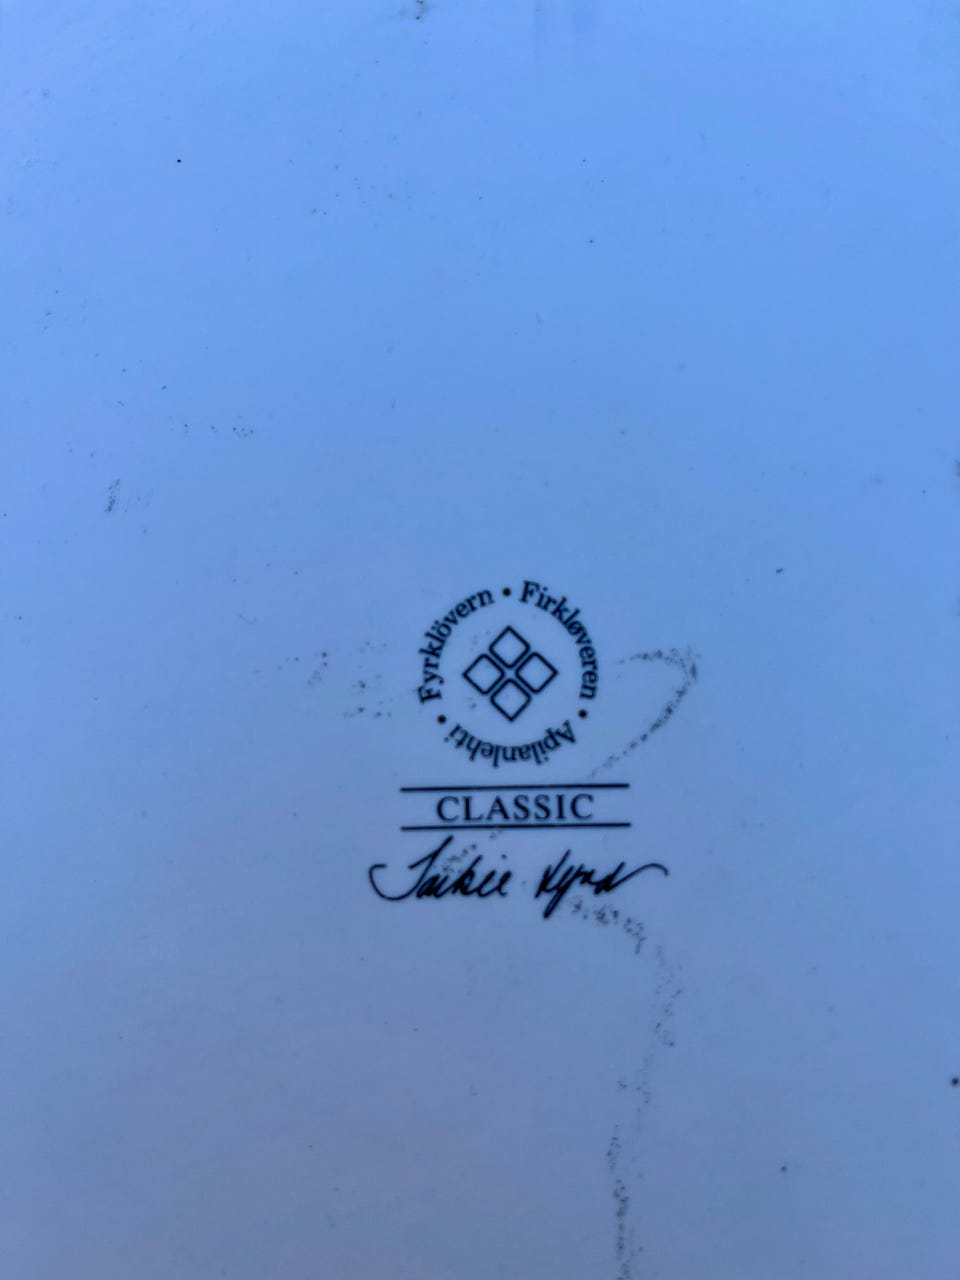 Fyrklövern • Firkløveren • Apilanlehti •
CLASSIC